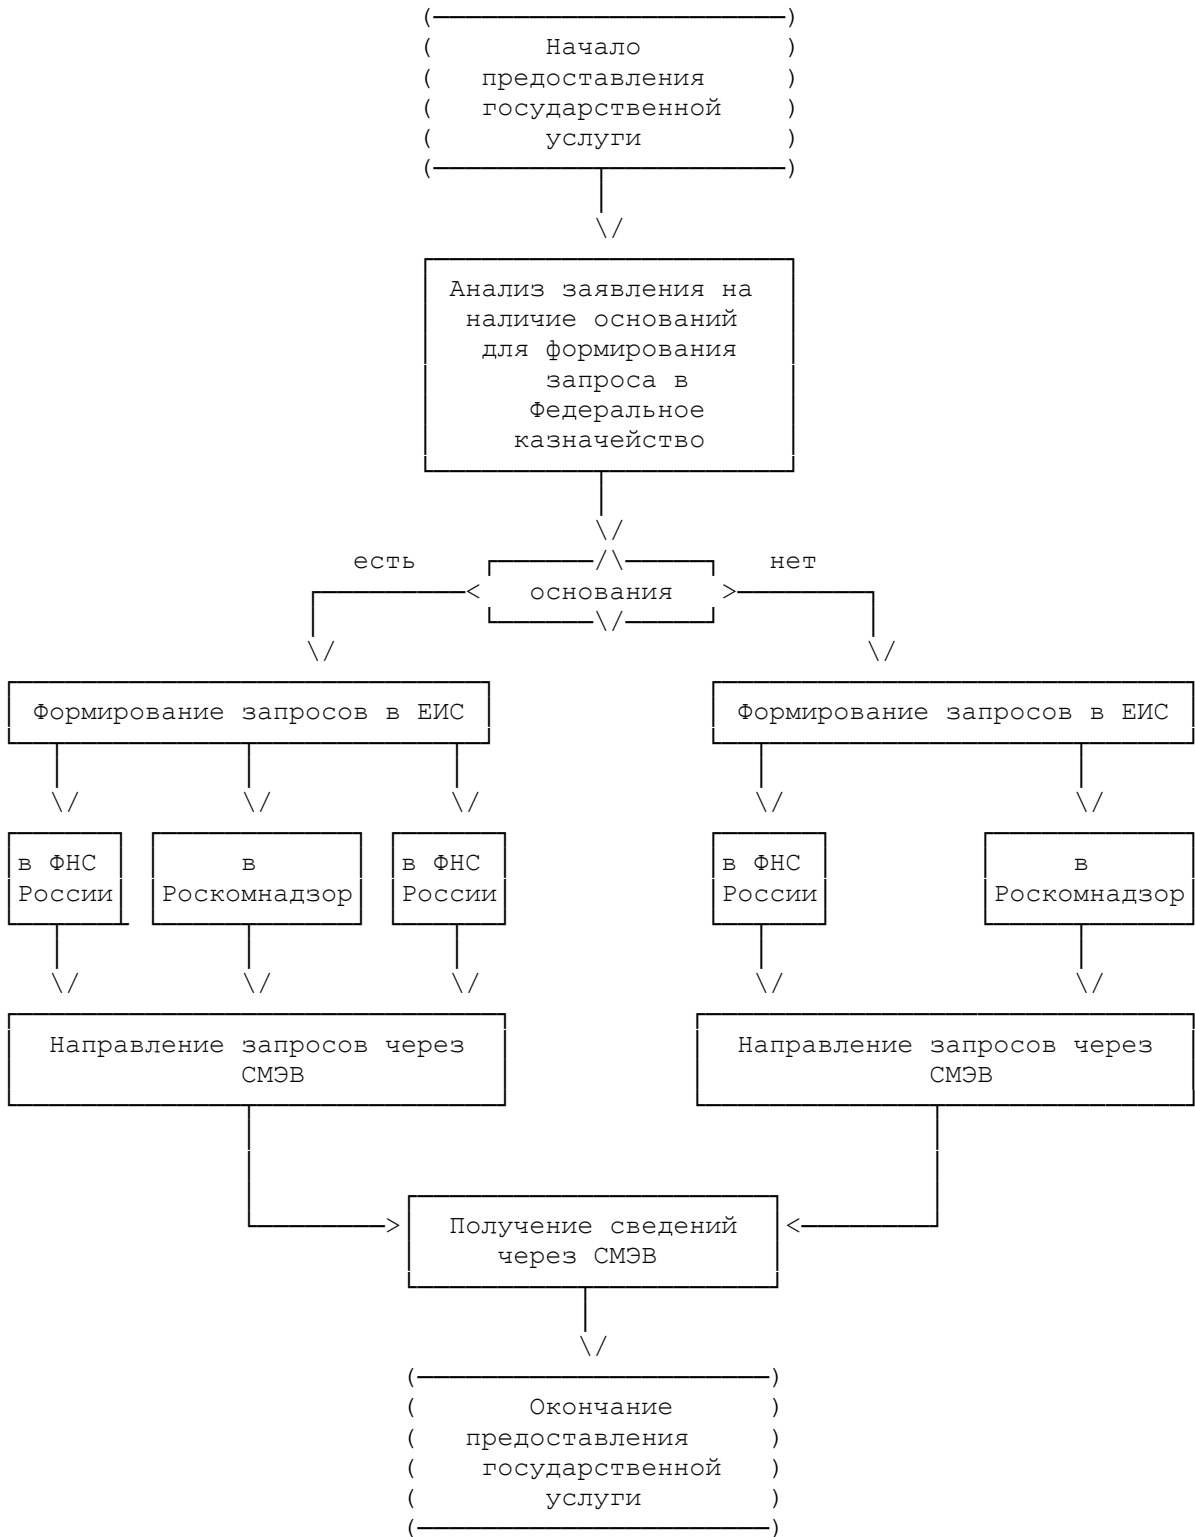 Начало
предоставления
государственной
услуги
Анализ заявления на
наличие оснований
для формирования
запроса в
Федеральное
казначейство
есть
основания
нет
Формирование запросов в ЕИС
Формирование запросов в ЕИС
в ФНС
России
в
Роскомнадзор
в ФНС
России
в ФНС
России
в
Роскомнадзор
Направление запросов через
СМЭВ
Направление запросов через
СМЭВ
Получение сведений
через СМЭВ
Окончание
предоставления
государственной
услуги